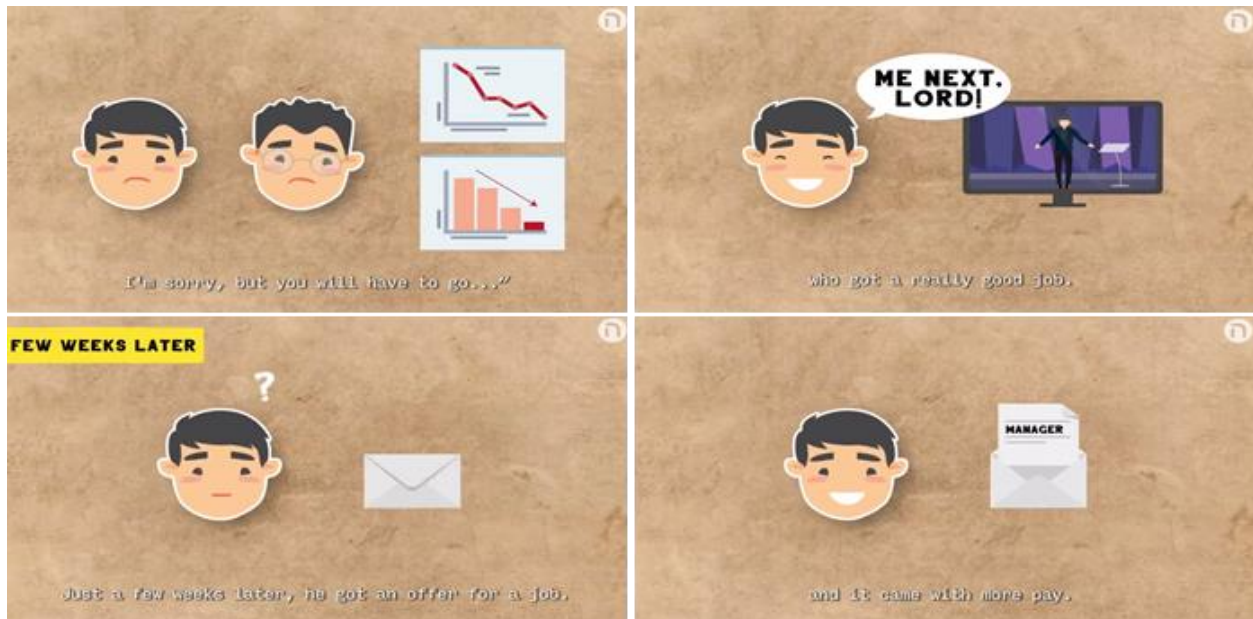 I'm sorry, but you will have to go..."
ME NEXT,
LORD!
who got a really good job.
FEW WEEKS LATER
?
Just a few weeks later, he got an offer for a job.
MANAGER
and it came with more pay.